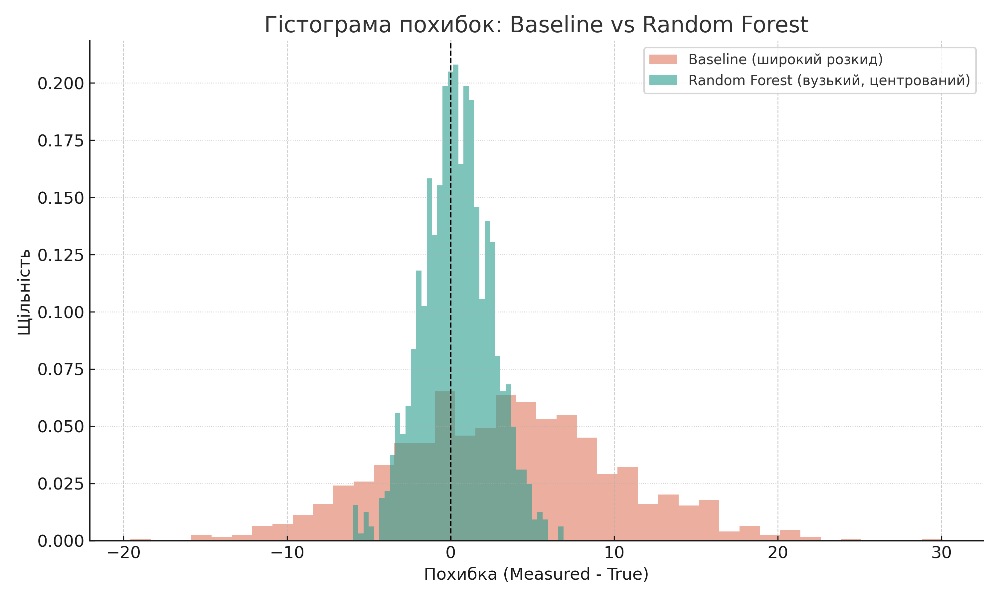 Гістограма похибок: Baseline vs Random Forest
Baseline (широкий розкид)
Random Forest (вузький, центрований)
Щільність
0.200
0.175
0.150
0.125
0.100
0.075
0.050
0.025
0.000
−20 −10 0 10 20 30
Похибка (Measured - True)